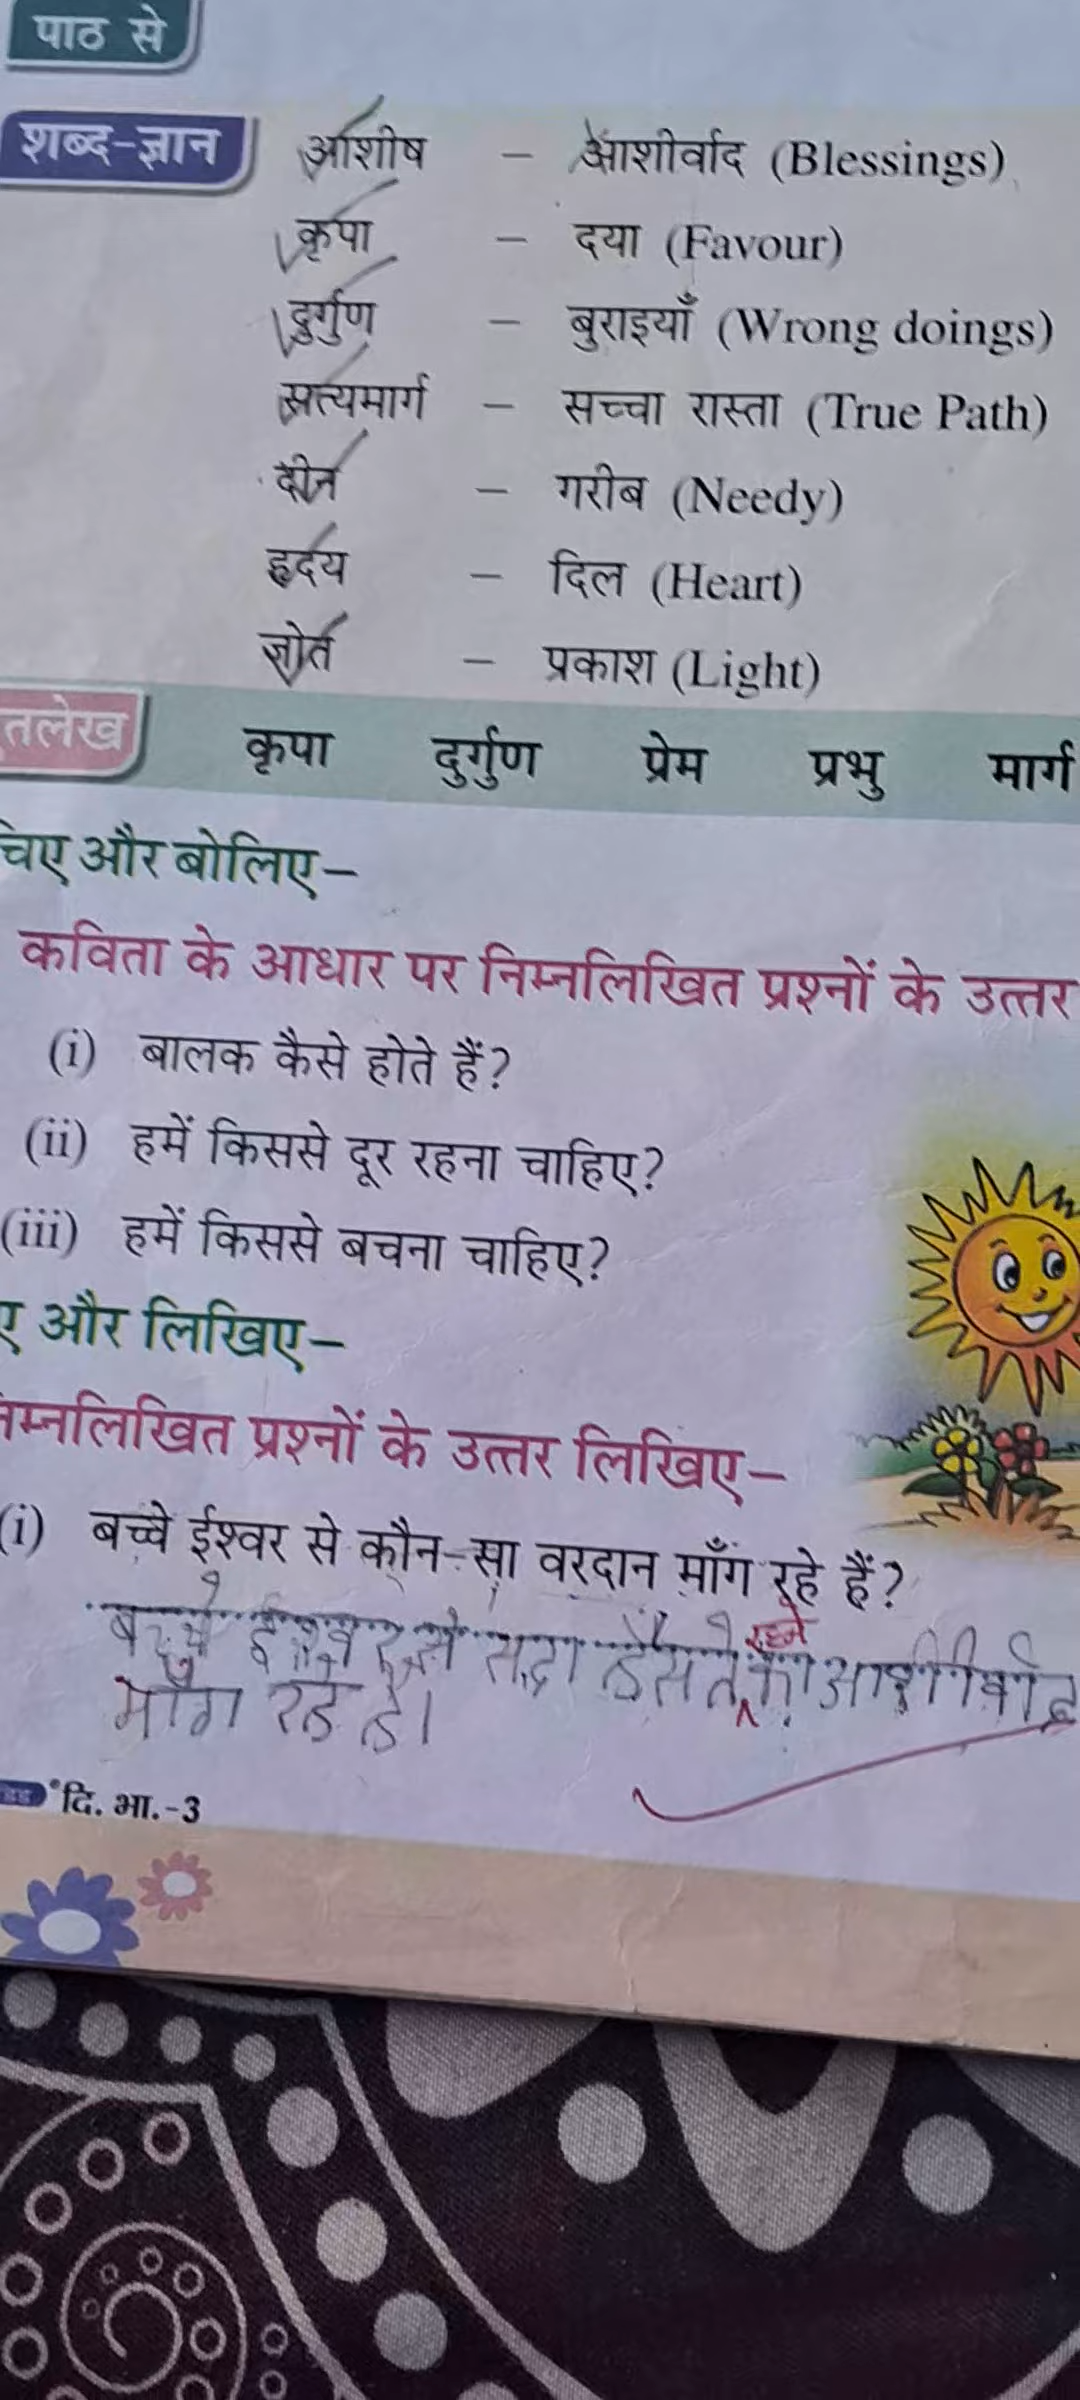 पाठ से
शब्द-ज्ञान
आशीष – आशीर्वाद (Blessings)
कृपा – दया (Favour)
दुर्गुण – बुराइयाँ (Wrong doings)
सत्यमार्ग – सच्चा रास्ता (True Path)
दीन – गरीब (Needy)
हृदय – दिल (Heart)
जोत – प्रकाश (Light)
तलेख कृपा दुर्गुण प्रेम प्रभु मार्ग
चिए और बोलिए–
कविता के आधार पर निम्नलिखित प्रश्नों के उत्तर
(i) बालक कैसे होते हैं?
(ii) हमें किससे दूर रहना चाहिए?
(iii) हमें किससे बचना चाहिए?
ए और लिखिए–
निम्नलिखित प्रश्नों के उत्तर लिखिए–
(i) बच्चे ईश्वर से कौन-सा वरदान माँग रहे हैं?
बच्चे ईश्वर से सदा हँसते रहने का आशीर्वाद
माँग रहे है।
दि. भा.-3